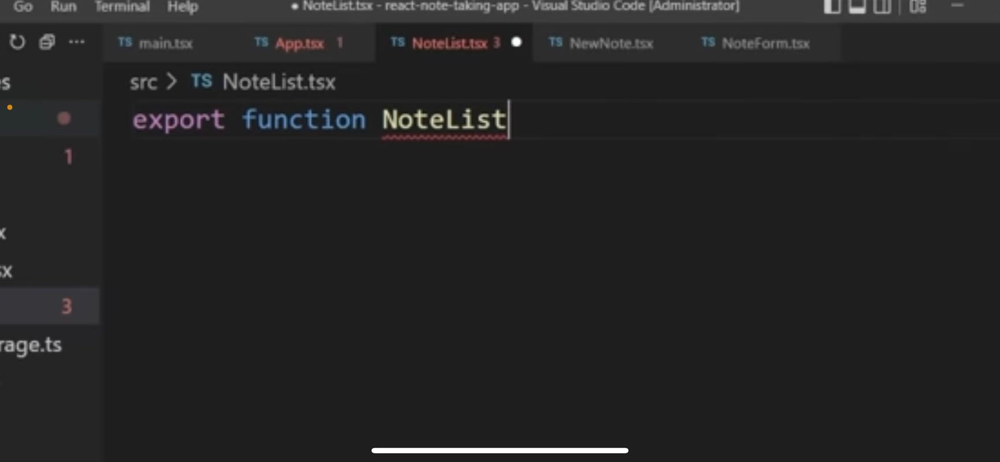 Go Run Terminal Help ● NoteList.tsx - react-note-taking-app - Visual Studio Code [Administrator]
TS main.tsx TS App.tsx 1 TS NoteList.tsx 3 ● TS NewNote.tsx TS NoteForm.tsx
es
src > TS NoteList.tsx
export function NoteList
1
x
sx
3
rage.ts